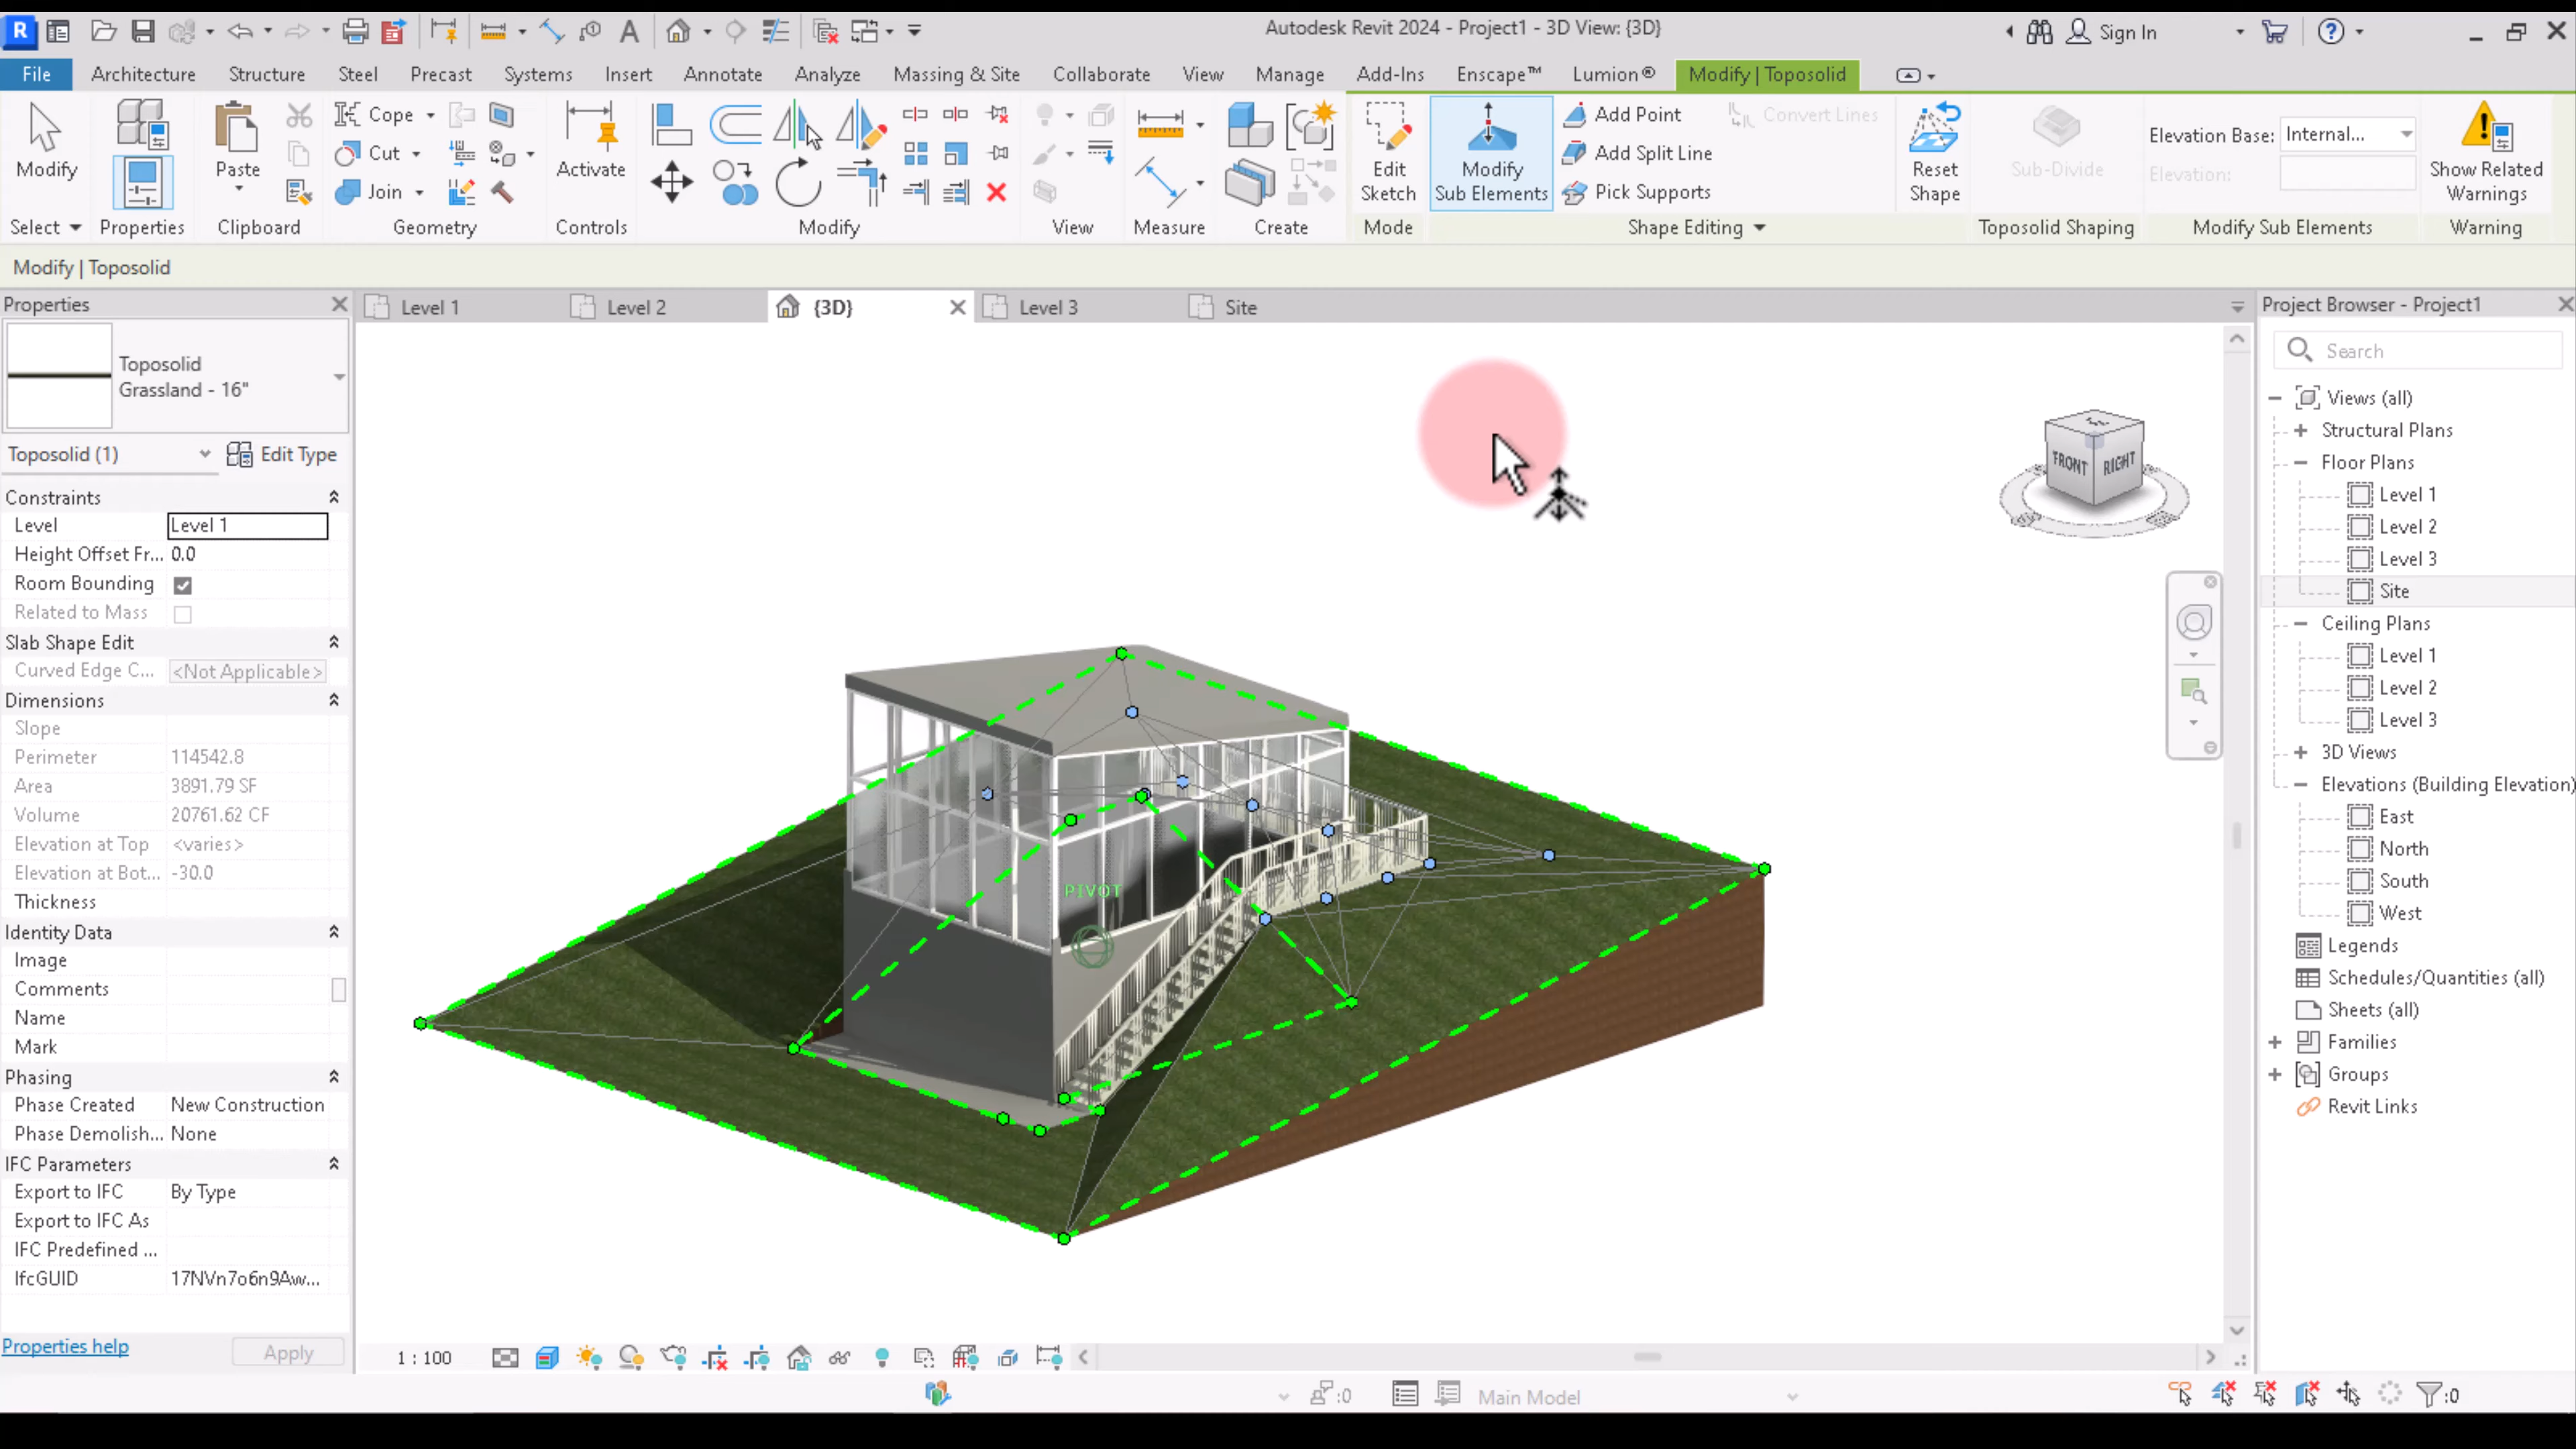 R
Autodesk Revit 2024 - Project1 - 3D View: {3D}
Sign In
File Architecture Structure Steel Precast Systems Insert Annotate Analyze Massing & Site Collaborate View Manage Add-Ins Enscape™ Lumion® Modify | Toposolid
Modify
Select
Properties
Paste
Clipboard
Cope
Cut
Join
Geometry
Activate
Controls
Modify
View
Measure
Create
Edit Sketch
Mode
Modify Sub Elements
Add Point
Add Split Line
Pick Supports
Convert Lines
Shape Editing
Reset Shape
Sub-Divide
Toposolid Shaping
Elevation Base: Internal...
Elevation:
Modify Sub Elements
Show Related Warnings
Warning
Modify | Toposolid
Properties
Toposolid
Grassland - 16"
Toposolid (1) Edit Type
Constraints
Level Level 1
Height Offset Fr... 0.0
Room Bounding
Related to Mass
Slab Shape Edit
Curved Edge C... <Not Applicable>
Dimensions
Slope
Perimeter 114542.8
Area 3891.79 SF
Volume 20761.62 CF
Elevation at Top <varies>
Elevation at Bot... -30.0
Thickness
Identity Data
Image
Comments
Name
Mark
Phasing
Phase Created New Construction
Phase Demolish... None
IFC Parameters
Export to IFC By Type
Export to IFC As
IFC Predefined ...
IfcGUID 17NVn7o6n9Aw...
Properties help Apply
Level 1 Level 2 {3D} Level 3 Site
FRONT RIGHT
PIVOT
1 : 100
:0
Main Model
:0
Project Browser - Project1
Search
Views (all)
Structural Plans
Floor Plans
Level 1
Level 2
Level 3
Site
Ceiling Plans
Level 1
Level 2
Level 3
3D Views
Elevations (Building Elevation)
East
North
South
West
Legends
Schedules/Quantities (all)
Sheets (all)
Families
Groups
Revit Links